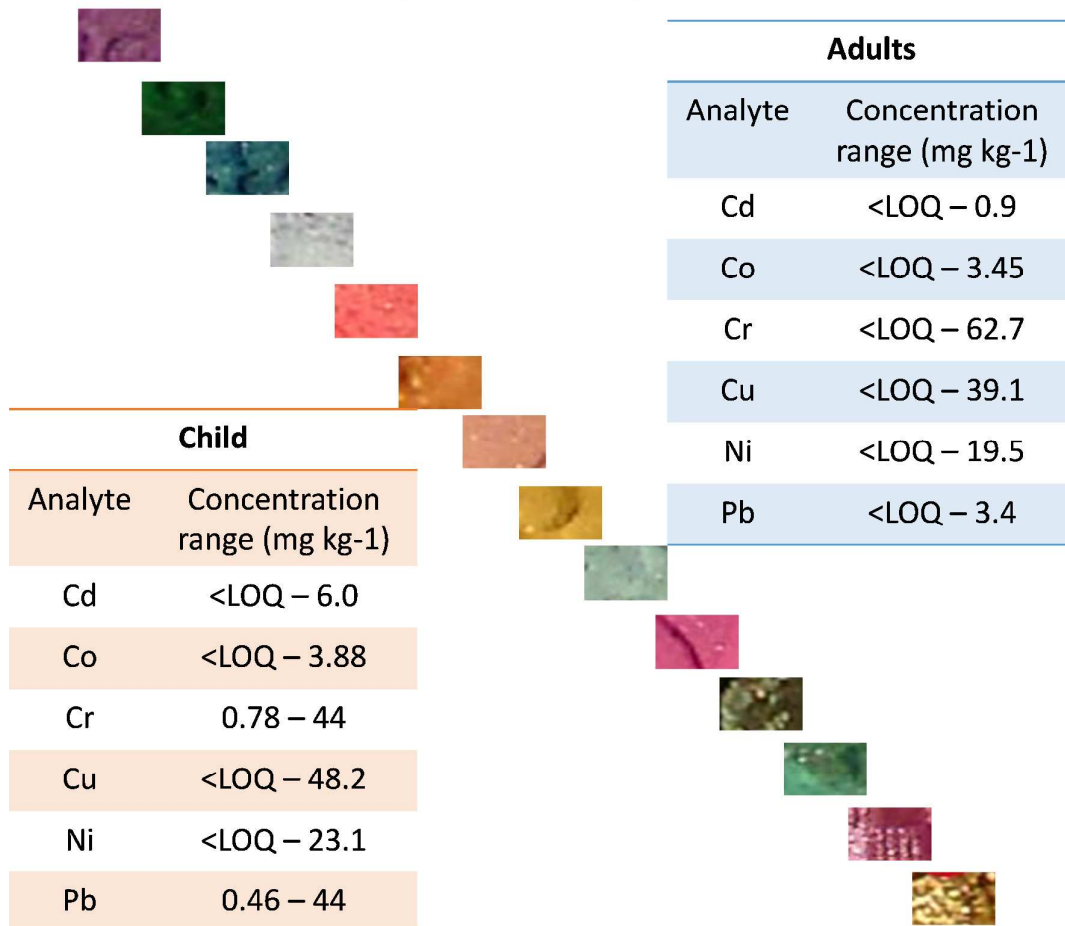 Adults
Analyte Concentration
range (mg kg-1)
Cd <LOQ – 0.9
Co <LOQ – 3.45
Cr <LOQ – 62.7
Cu <LOQ – 39.1
Ni <LOQ – 19.5
Pb <LOQ – 3.4
Child
Analyte Concentration
range (mg kg-1)
Cd <LOQ – 6.0
Co <LOQ – 3.88
Cr 0.78 – 44
Cu <LOQ – 48.2
Ni <LOQ – 23.1
Pb 0.46 – 44